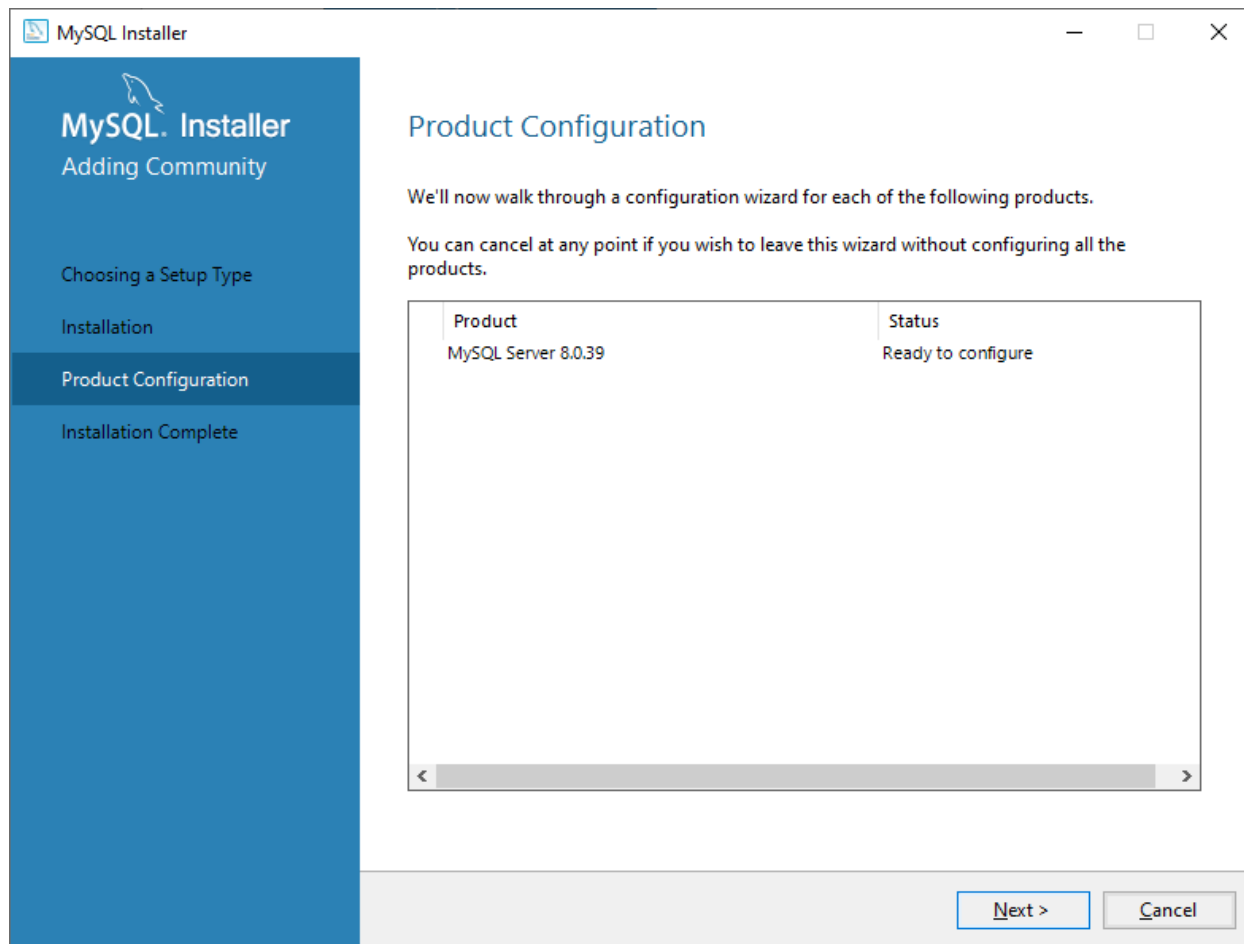 MySQL Installer
MySQL. Installer
Adding Community
Choosing a Setup Type
Installation
Product Configuration
Installation Complete
Product Configuration
We'll now walk through a configuration wizard for each of the following products.
You can cancel at any point if you wish to leave this wizard without configuring all the
products.
Product Status
MySQL Server 8.0.39 Ready to configure
Next > Cancel